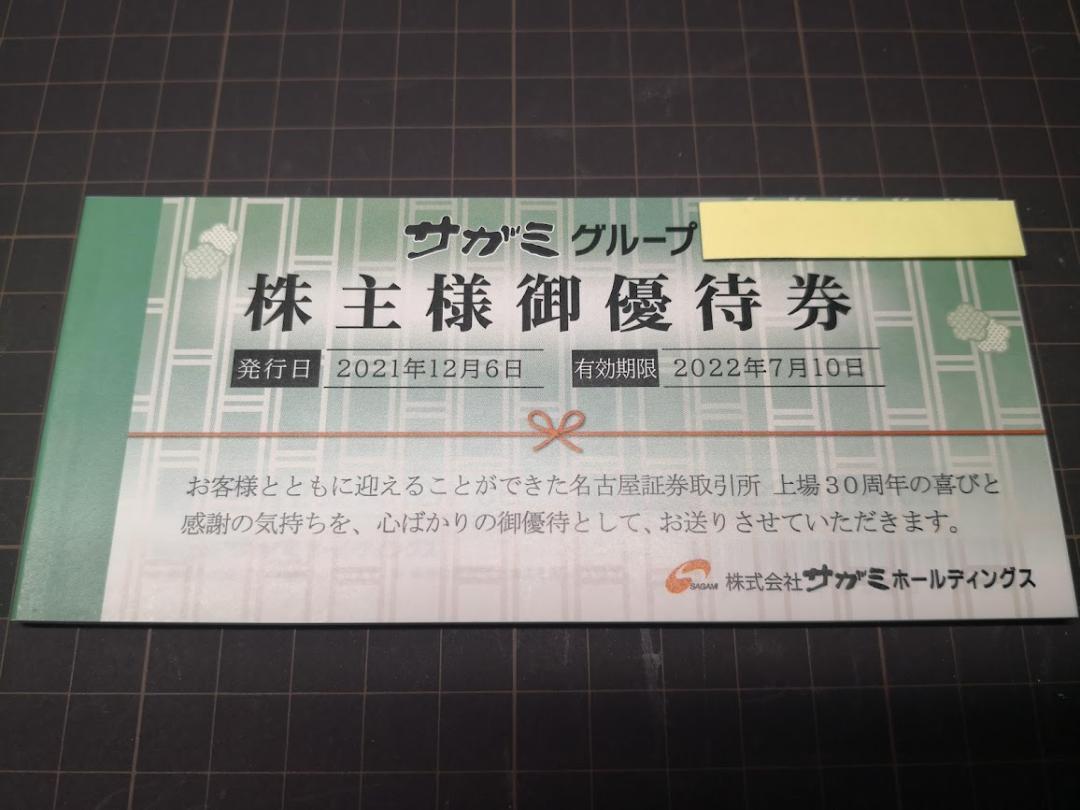 サガミグループ
株主様御優待券
発行日 2021年12月6日 有効期限 2022年7月10日
お客様とともに迎えることができた名古屋証券取引所 上場30周年の喜びと
感謝の気持ちを、心ばかりの御優待として、お送りさせていただきます。
SAGAMI 株式会社サガミホールディングス